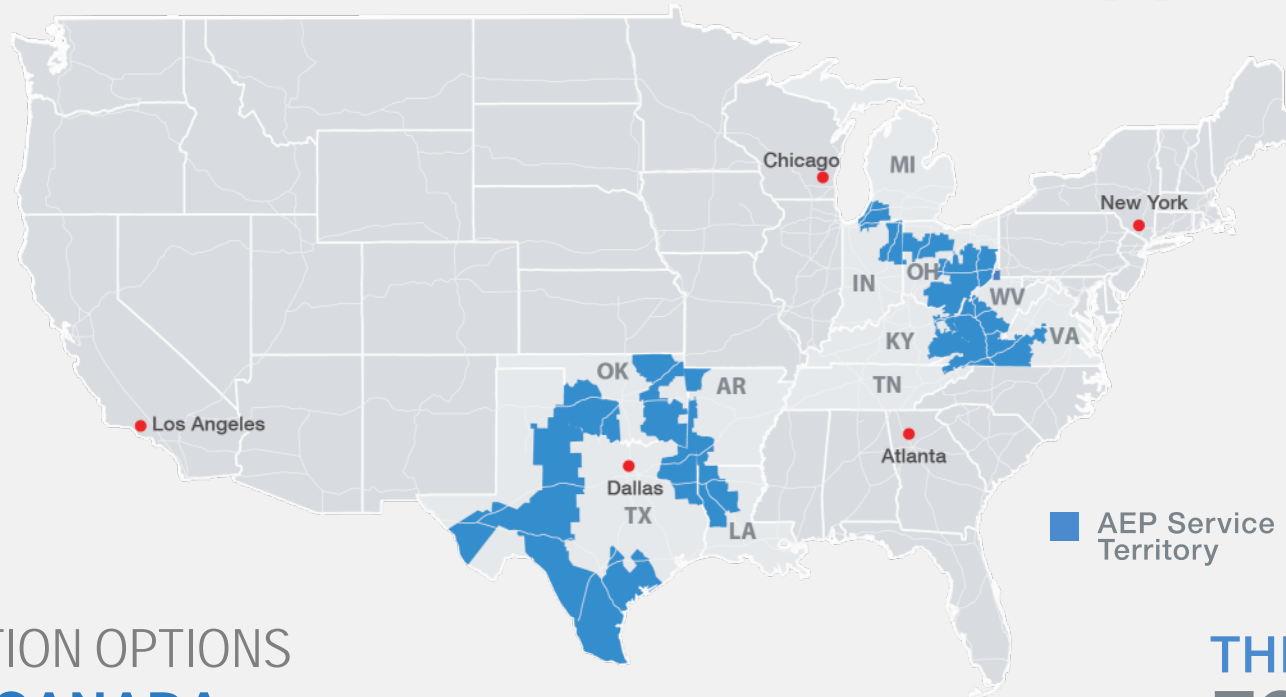 Chicago
MI
New York
IN
OH
WV
KY
VA
TN
OK
AR
Los Angeles
Atlanta
Dallas
TX
LA
AEP Service
Territory
OPTIONS
CANADA